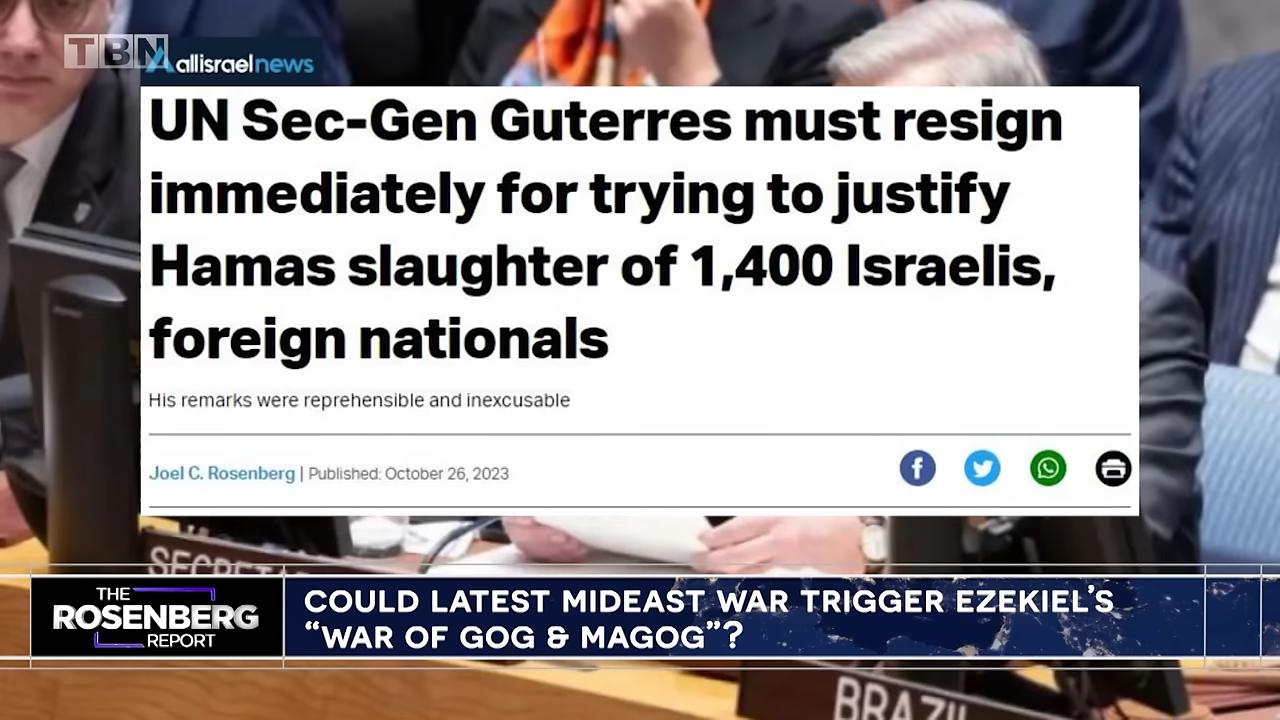 TBN
allisraelnews
UN Sec-Gen Guterres must resign
immediately for trying to justify
Hamas slaughter of 1,400 Israelis,
foreign nationals
His remarks were reprehensible and inexcusable
Joel C. Rosenberg | Published: October 26, 2023
THE
ROSENBERG
REPORT
COULD LATEST MIDEAST WAR TRIGGER EZEKIEL'S
"WAR OF GOG & MAGOG"?
BRAZIL